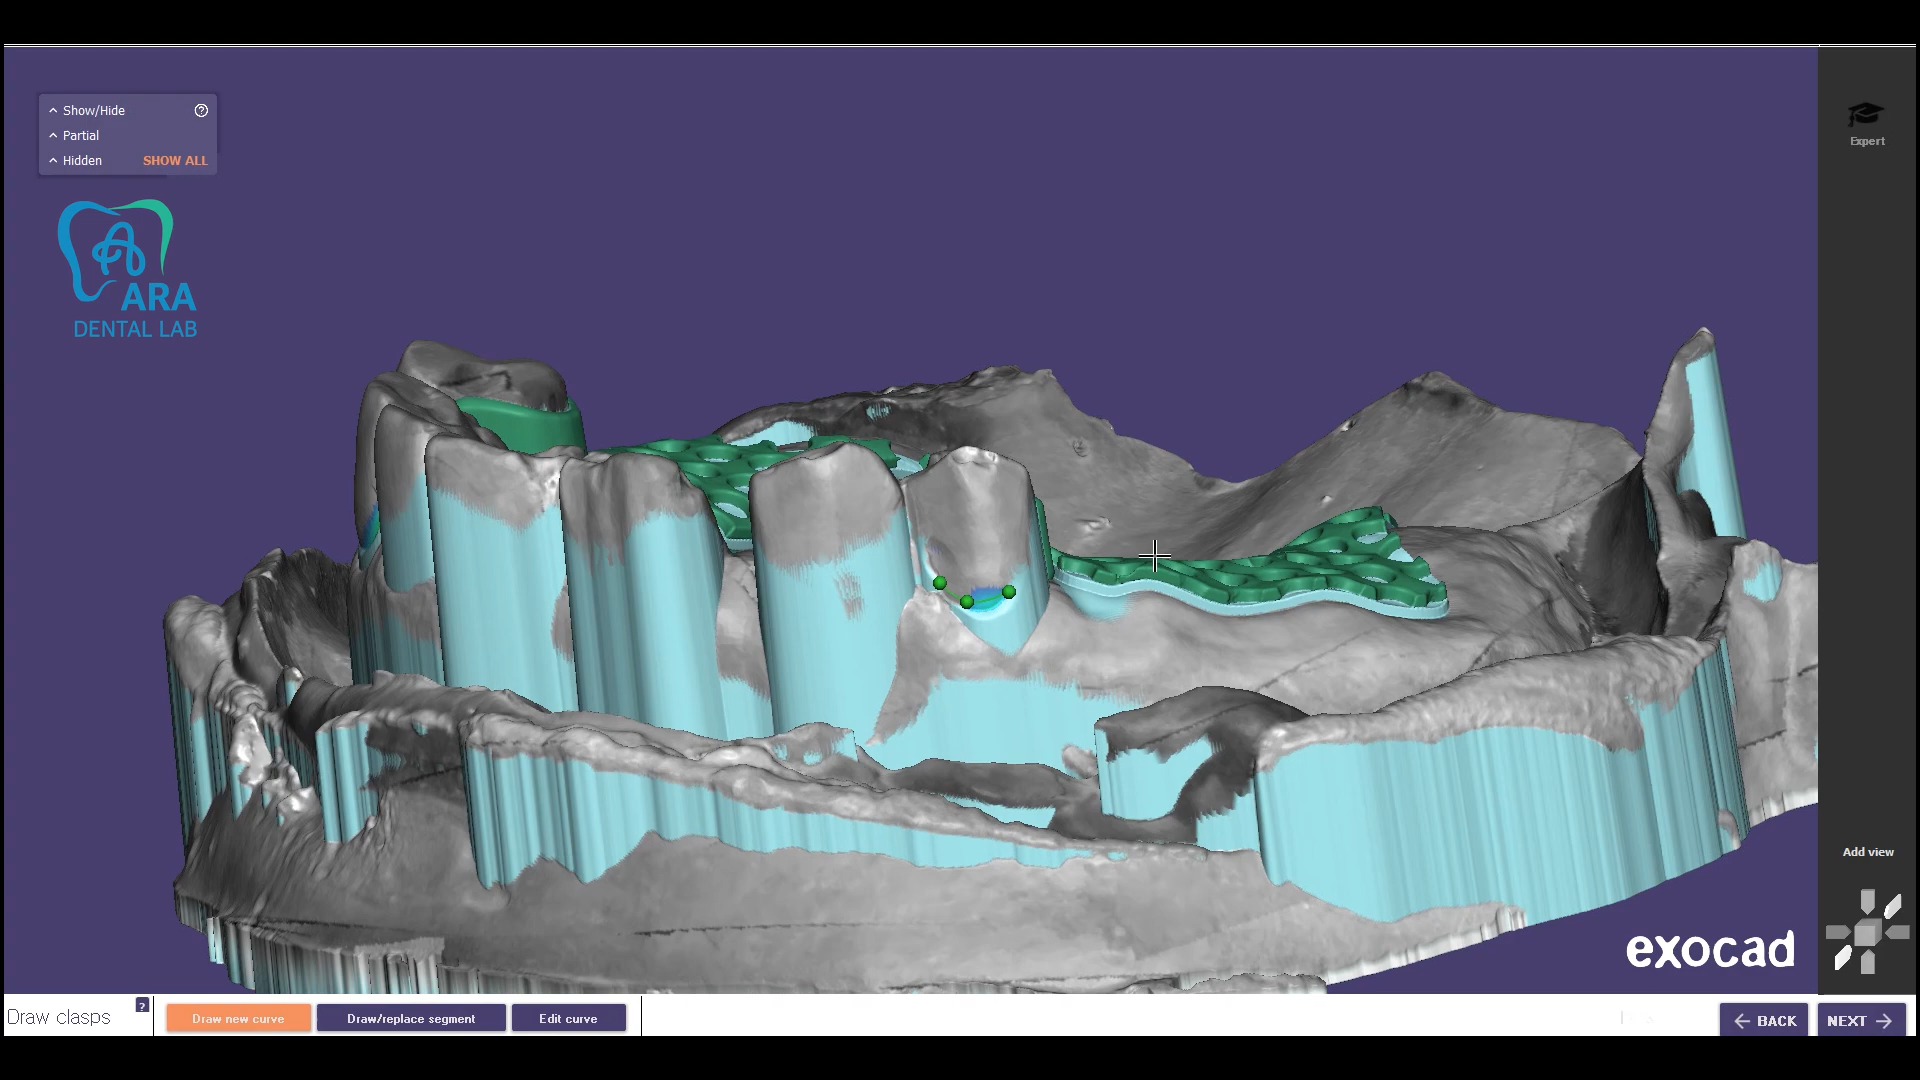 Show/Hide
Partial
Hidden SHOW ALL
ARA
DENTAL LAB
Expert
Add view
exocad
Draw clasps ?
Draw new curve
Draw/replace segment
Edit curve
BACK
NEXT